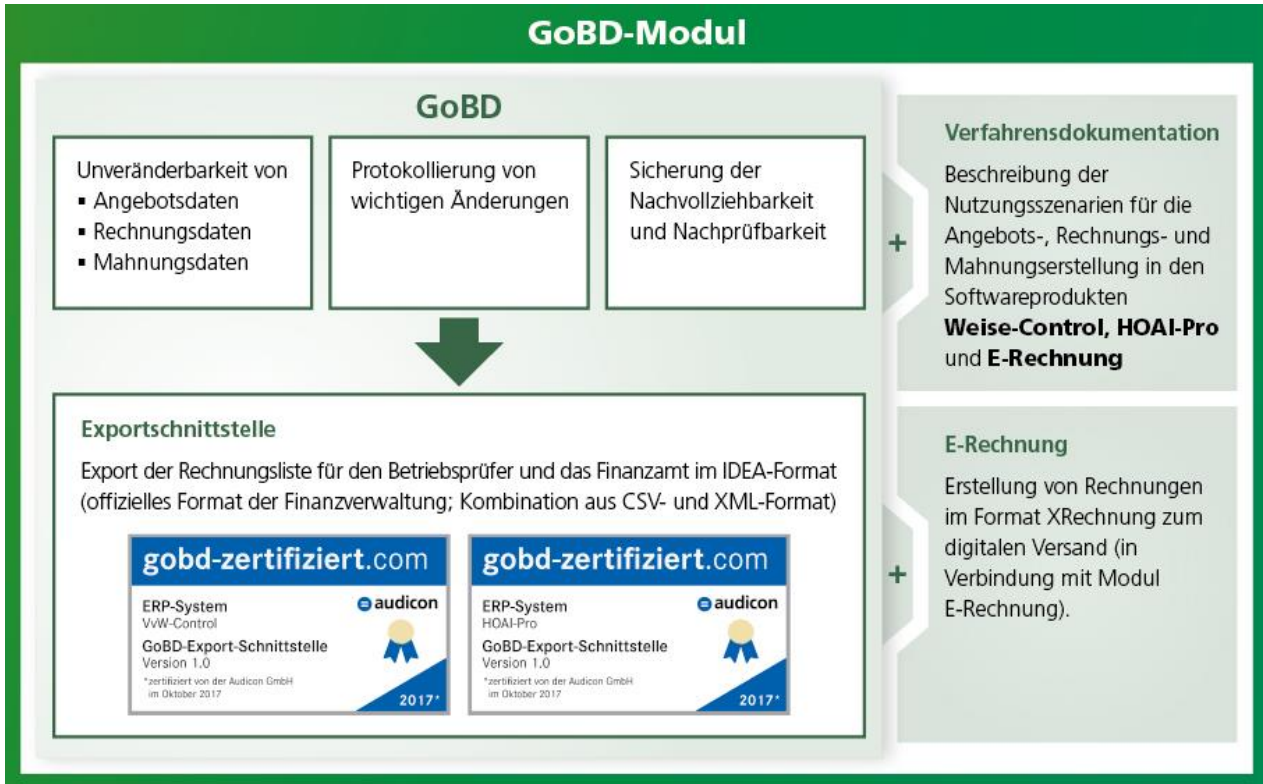 GoBD-Modul
GoBD
Unveränderbarkeit von
▪ Angebotsdaten
▪ Rechnungsdaten
▪ Mahnungsdaten
Protokollierung von
wichtigen Änderungen
Sicherung der
Nachvollziehbarkeit
und Nachprüfbarkeit
Exportschnittstelle
Export der Rechnungsliste für den Betriebsprüfer und das Finanzamt im IDEA-Format
(offizielles Format der Finanzverwaltung; Kombination aus CSV- und XML-Format)
gobd-zertifiziert.com
ERP-System
VvW-Control
GoBD-Export-Schnittstelle
Version 1.0
*zertifiziert von der Audicon GmbH
im Oktober 2017
audicon
2017*
gobd-zertifiziert.com
ERP-System
HOAI-Pro
GoBD-Export-Schnittstelle
Version 1.0
*zertifiziert von der Audicon GmbH
im Oktober 2017
audicon
2017*
+
Verfahrensdokumentation
Beschreibung der
Nutzungsszenarien für die
Angebots-, Rechnungs- und
Mahnungserstellung in den
Softwareprodukten
Weise-Control, HOAI-Pro
und E-Rechnung
+
E-Rechnung
Erstellung von Rechnungen
im Format XRechnung zum
digitalen Versand (in
Verbindung mit Modul
E-Rechnung).